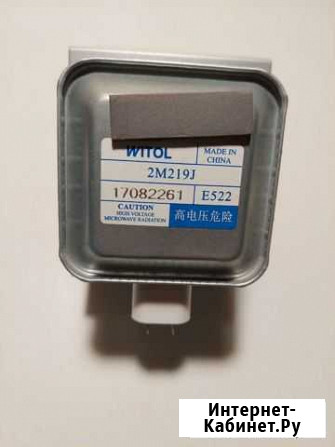 WITOL
MADE IN
CHINA
2M219J
17082261
E522
CAUTION
HIGH VOLTAGE
MICROWAVE RADIATION
高电压危险
Интернет-
Кабинет.Ру